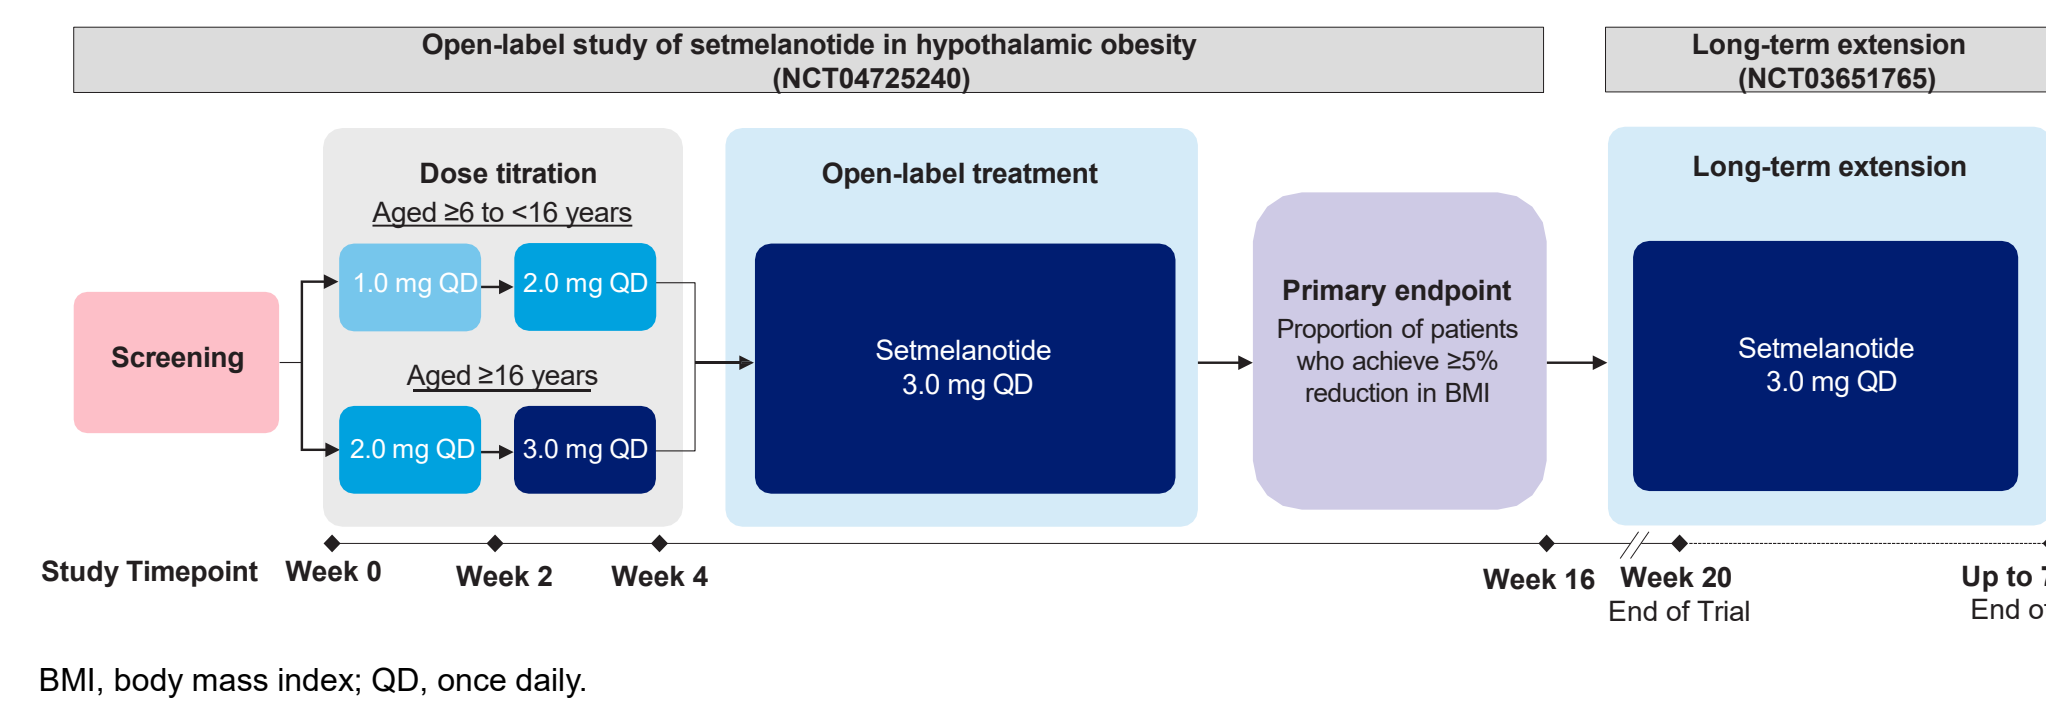 Open-label study of setmelanotide in hypothalamic obesity
(NCT04725240)
Long-term extension
(NCT03651765)
Dose titration
Aged ≥6 to <16 years
1.0 mg QD
2.0 mg QD
Aged ≥16 years
2.0 mg QD
3.0 mg QD
Screening
Open-label treatment
Setmelanotide
3.0 mg QD
Primary endpoint
Proportion of patients
who achieve ≥5%
reduction in BMI
Long-term extension
Setmelanotide
3.0 mg QD
Study Timepoint
Week 0
Week 2
Week 4
Week 16
Week 20
End of Trial
Up to
End
BMI, body mass index; QD, once daily.